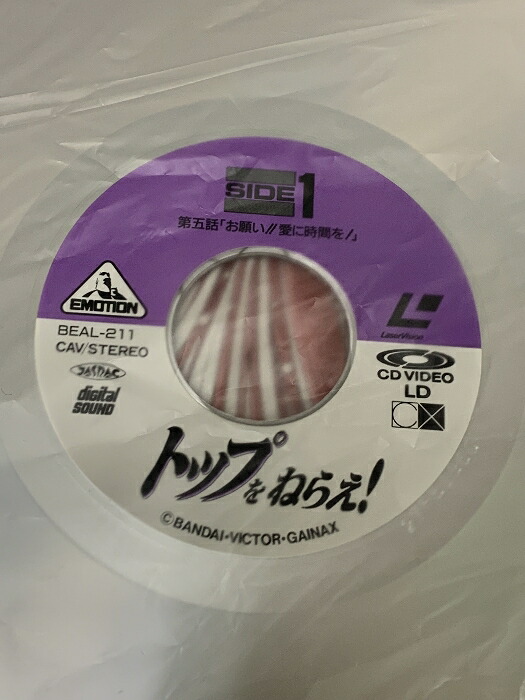 SIDE 1
第五話「お願い!!愛に時間を!」
EMOTION
BEAL-211
CAV/STEREO
digital
SOUND
LaserVision
CD VIDEO
LD
CX
トップをねらえ!
©BANDAI・VICTOR・GAINAX